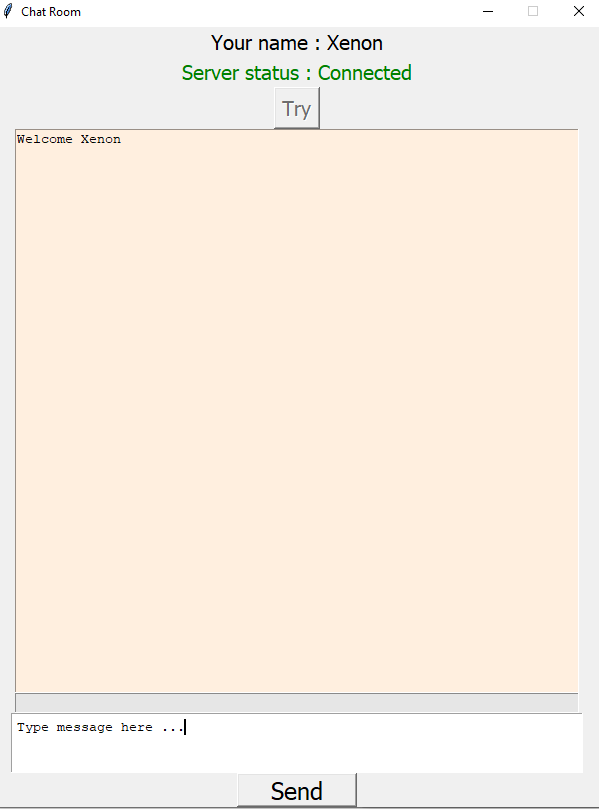 Chat Room
Your name : Xenon
Server status : Connected
Try
Welcome Xenon
Type message here ...
Send